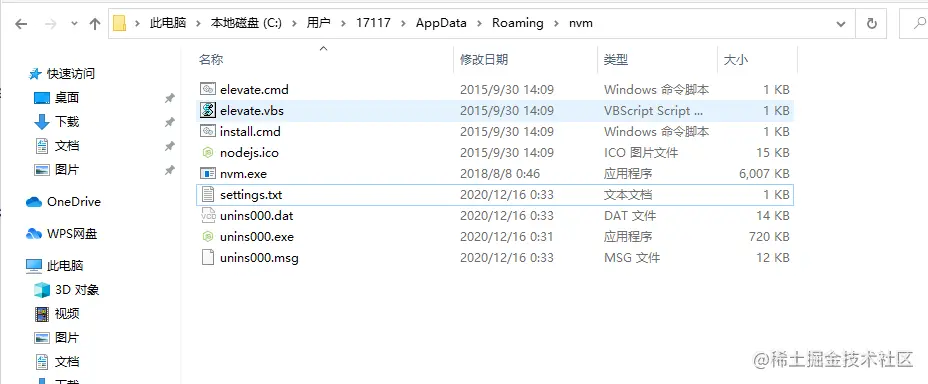 此电脑 › 本地磁盘 (C:) › 用户 › 17117 › AppData › Roaming › nvm
名称 修改日期 类型 大小
快速访问
桌面
下载
文档
图片
OneDrive
WPS网盘
此电脑
3D 对象
视频
图片
文档
下载
elevate.cmd 2015/9/30 14:09 Windows 命令脚本 1 KB
elevate.vbs 2015/9/30 14:09 VBScript Script ... 1 KB
install.cmd 2015/9/30 14:09 Windows 命令脚本 1 KB
nodejs.ico 2015/9/30 14:09 ICO 图片文件 15 KB
nvm.exe 2018/8/8 0:46 应用程序 6,007 KB
settings.txt 2020/12/16 0:33 文本文档 1 KB
unins000.dat 2020/12/16 0:33 DAT 文件 14 KB
unins000.exe 2020/12/16 0:31 应用程序 720 KB
unins000.msg 2020/12/16 0:33 MSG 文件 12 KB
VCD
@稀土掘金技术社区